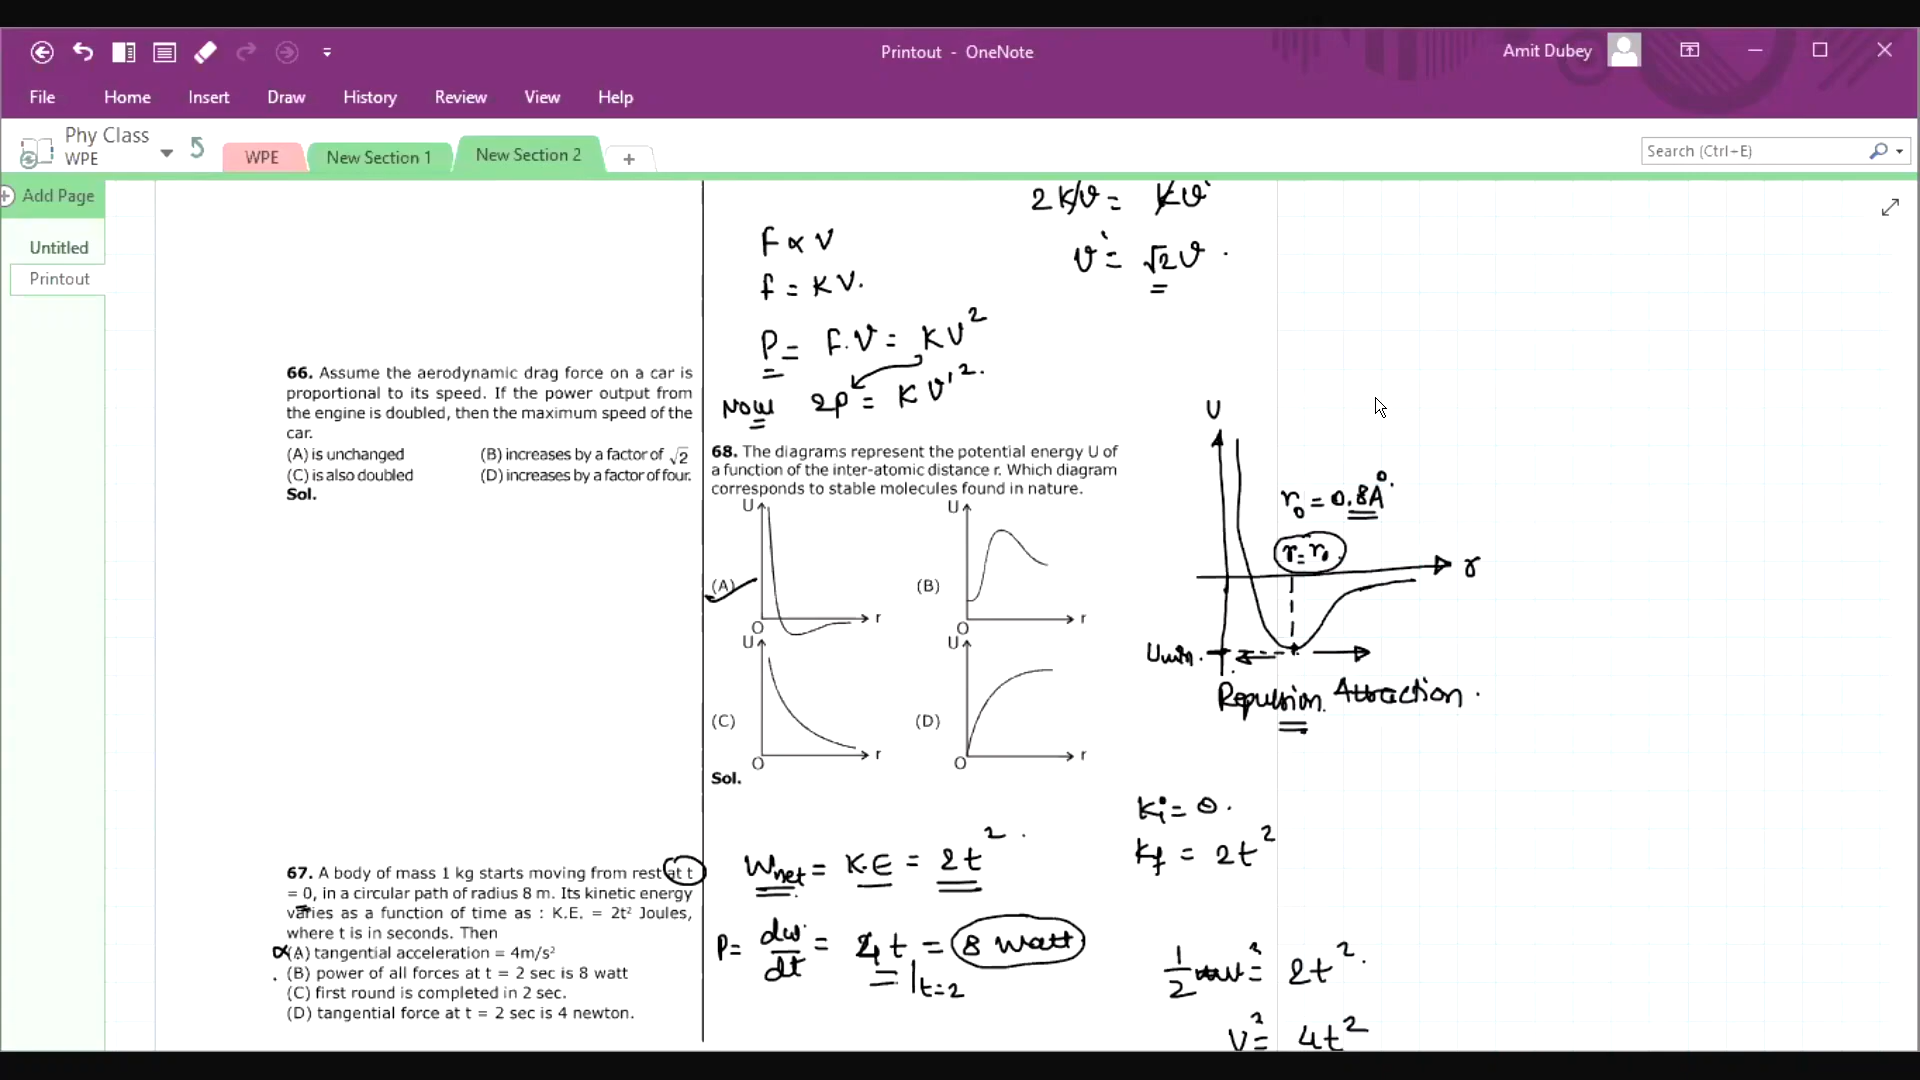 Printout - OneNote
Amit Dubey
File Home Insert Draw History Review View Help
Phy Class
WPE
WPE
New Section 1
New Section 2
+
Search (Ctrl+E)
Add Page
Untitled
Printout
66. Assume the aerodynamic drag force on a car is
proportional to its speed. If the power output from
the engine is doubled, then the maximum speed of the
car.
(A) is unchanged (B) increases by a factor of √2
(C) is also doubled (D) increases by a factor of four.
Sol.
67. A body of mass 1 kg starts moving from rest at t
= 0, in a circular path of radius 8 m. Its kinetic energy
varies as a function of time as : K.E. = 2t² Joules,
where t is in seconds. Then
(A) tangential acceleration = 4m/s²
(B) power of all forces at t = 2 sec is 8 watt
(C) first round is completed in 2 sec.
(D) tangential force at t = 2 sec is 4 newton.
F ∝ V
f = KV.
P = F.V = KV²
Now 2P = KV'²
V' = √2V.
68. The diagrams represent the potential energy U of
a function of the inter-atomic distance r. Which diagram
corresponds to stable molecules found in nature.
(A) U O r
(B) U O r
(C) U O r
(D) U O r
Sol.
U
r₀ = 0.8A°.
r=r₀
r
Umin.
Repulsion. Attraction.
Ki = 0.
Kf = 2t²
Wnet = K.E = 2t².
P = dw/dt = 4t = 8 watt
t=2
1/2 mv² = 2t².
V² = 4t²